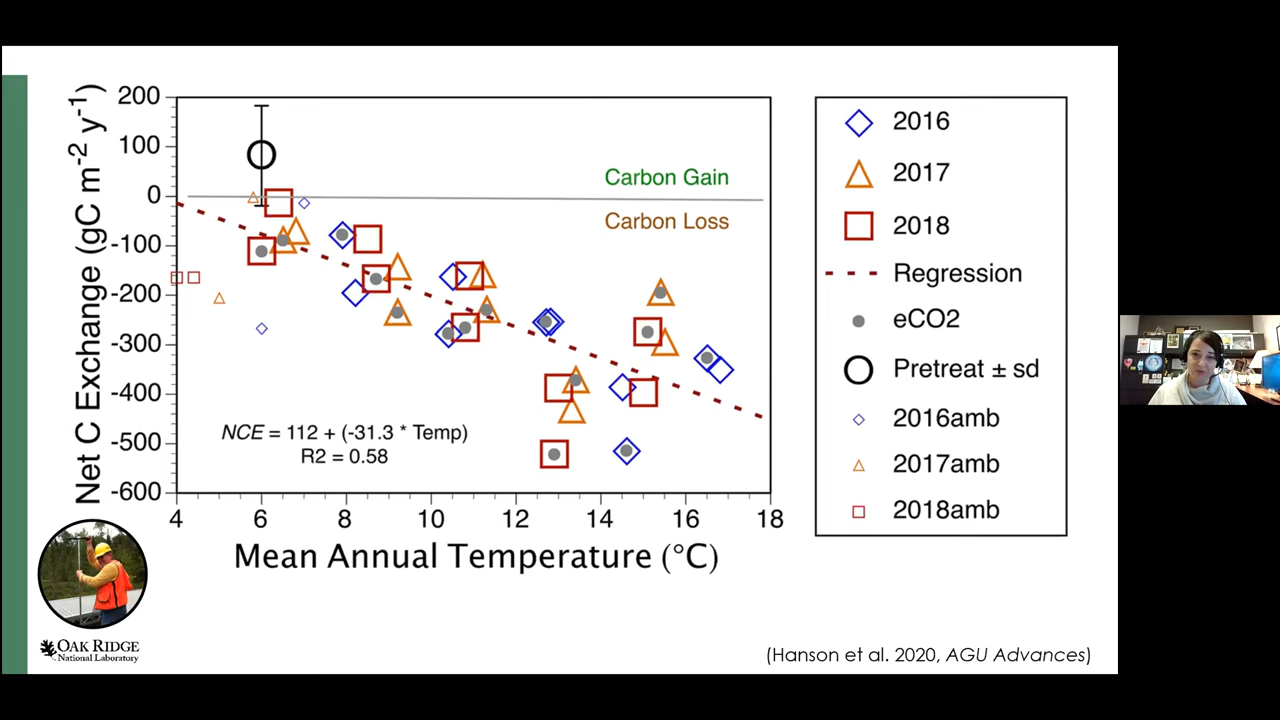 200
100
0
-100
-200
-300
-400
-500
-600
Net C Exchange (gC m-2 y-1)
Carbon Gain
Carbon Loss
NCE = 112 + (-31.3 * Temp)
R2 = 0.58
4 6 8 10 12 14 16 18
Mean Annual Temperature (°C)
2016
2017
2018
Regression
eCO2
Pretreat ± sd
2016amb
2017amb
2018amb
OAK RIDGE
National Laboratory
(Hanson et al. 2020, AGU Advances)